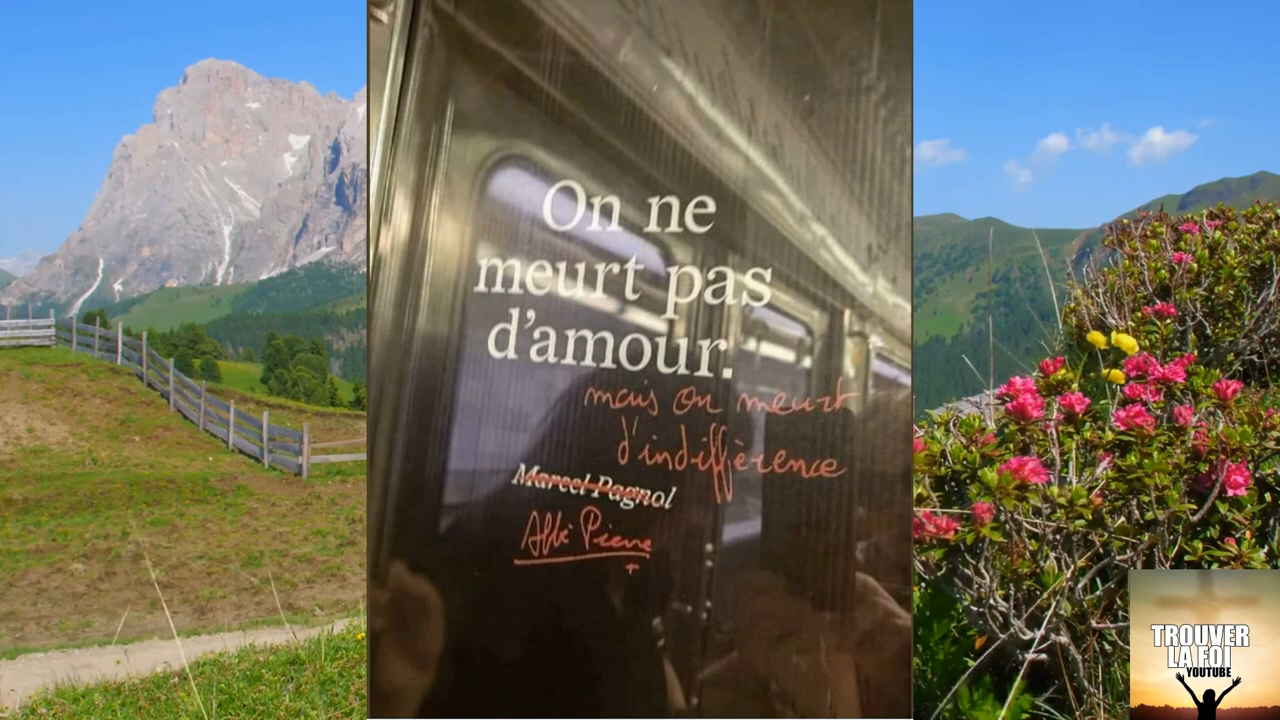 On ne
meurt pas
d'amour.
mais on meurt
d'indifférence
Marcel Pagnol
Abbé Pierre
TROUVER
LA FOI
YOUTUBE